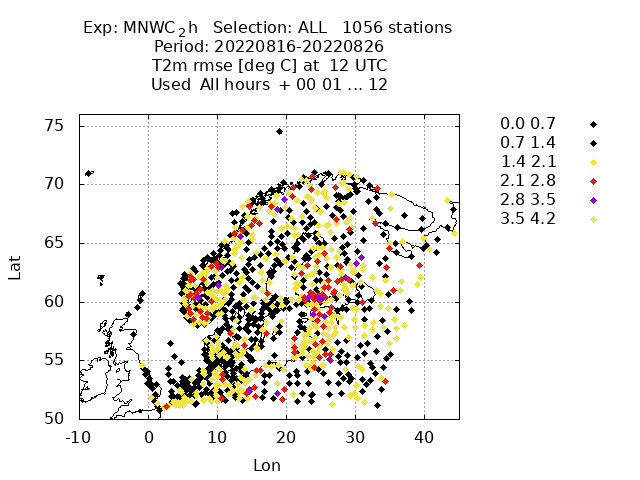 Exp: MNWC₂h Selection: ALL 1056 stations
Period: 20220816-20220826
T2m rmse [deg C] at 12 UTC
Used All hours + 00 01 ... 12
0.0 0.7
0.7 1.4
1.4 2.1
2.1 2.8
2.8 3.5
3.5 4.2
75
70
65
60
55
50
Lat
-10 0 10 20 30 40
Lon